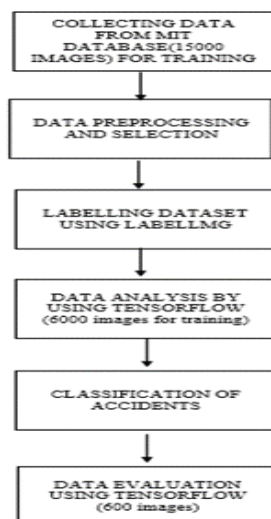 COLLECTING DATA
FROM MIT
DATABASE(15000
IMAGES) FOR TRAINING
DATA PREPROCESSING
AND SELECTION
LABELLING DATASET
USING LABELLMG
DATA ANALYSIS BY
USING TENSORFLOW
(6000 images for training)
CLASSIFICATION OF
ACCIDENTS
DATA EVALUATION
USING TENSORFLOW
(600 images)